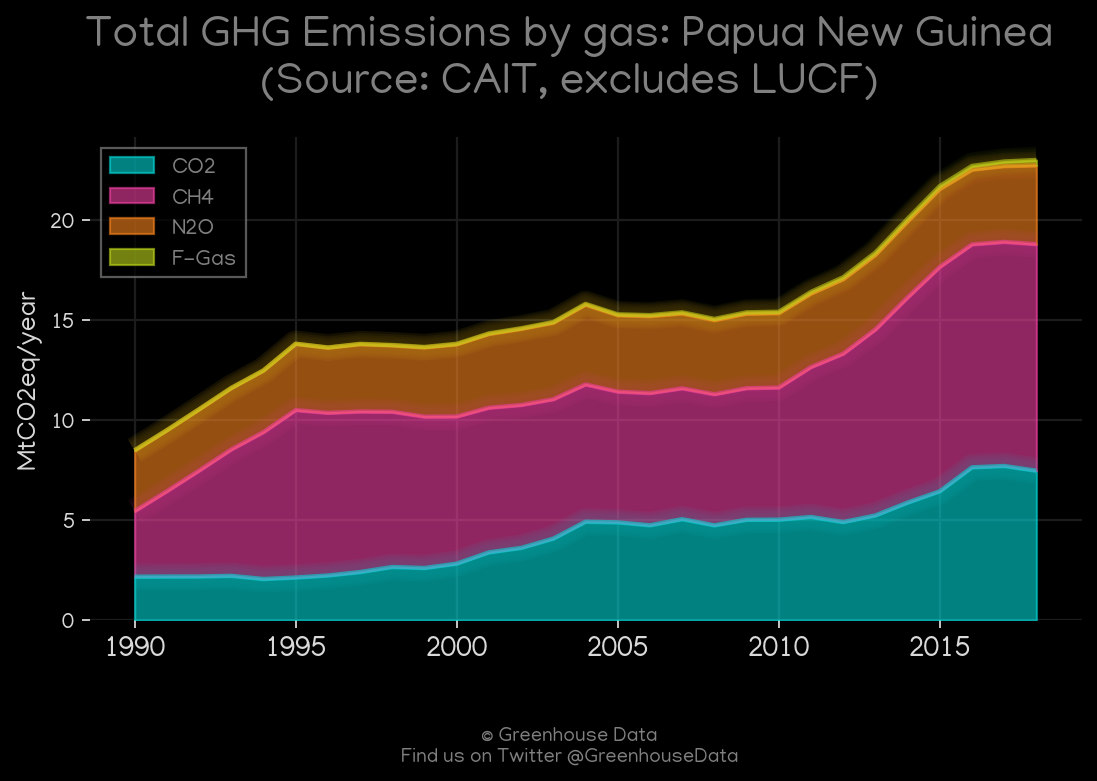 Total GHG Emissions by gas: Papua New Guinea
(Source: CAIT, excludes LUCF)
CO2
CH4
N2O
F-Gas
MtCO2eq/year
20
15
10
5
0
1990 1995 2000 2005 2010 2015
© Greenhouse Data
Find us on Twitter @GreenhouseData